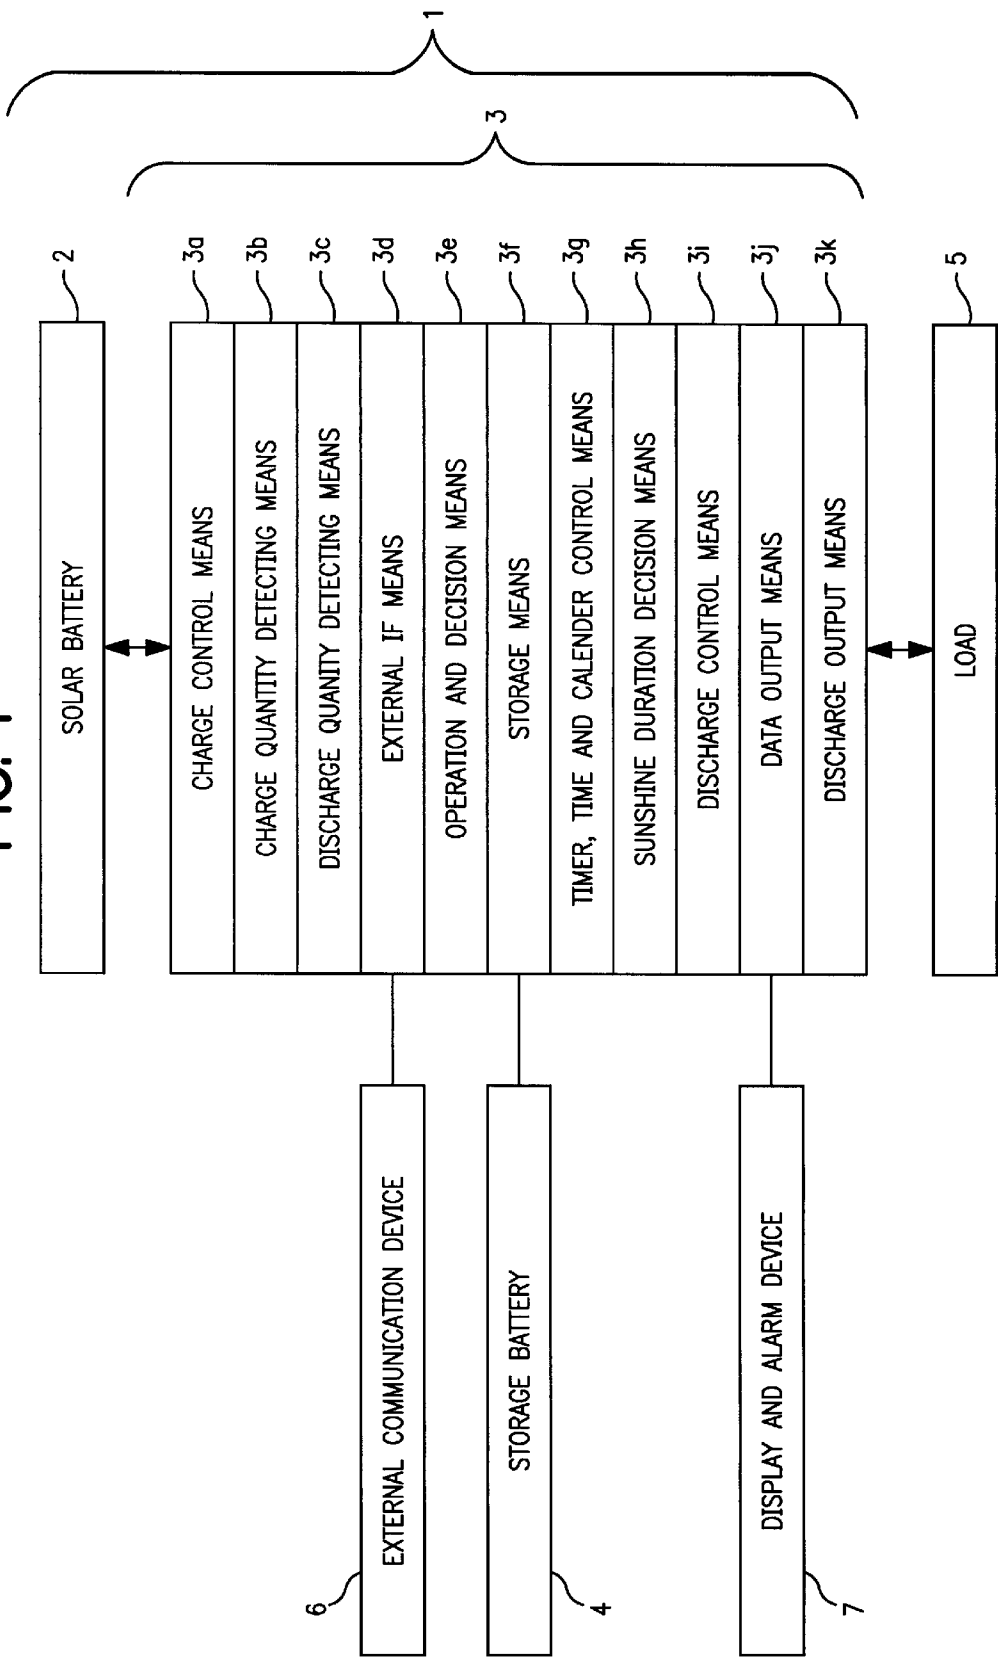 1
3
SOLAR BATTERY
2
CHARGE CONTROL MEANS
3a
CHARGE QUANTITY DETECTING MEANS
3b
DISCHARGE QUANITY DETECTING MEANS
3c
6
EXTERNAL COMMUNICATION DEVICE
EXTERNAL IF MEANS
3d
OPERATION AND DECISION MEANS
3e
STORAGE BATTERY
4
STORAGE MEANS
3f
TIMER, TIME AND CALENDER CONTROL MEANS
3g
SUNSHINE DURATION DECISION MEANS
3h
DISCHARGE CONTROL MEANS
3i
DISPLAY AND ALARM DEVICE
7
DATA OUTPUT MEANS
3j
DISCHARGE OUTPUT MEANS
3k
LOAD
5